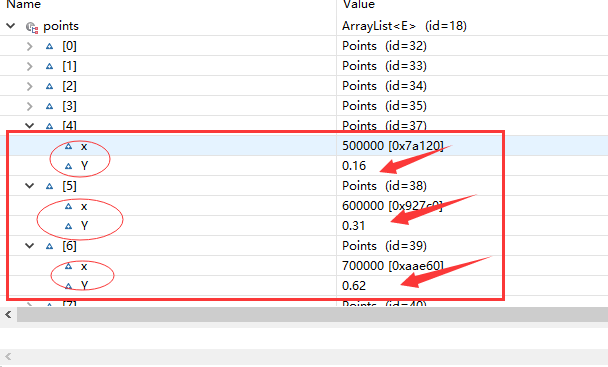 Name Value
points ArrayList<E> (id=18)
[0] Points (id=32)
[1] Points (id=33)
[2] Points (id=34)
[3] Points (id=35)
[4] Points (id=37)
x 500000 [0x7a120]
Y 0.16
[5] Points (id=38)
x 600000 [0x927c0]
Y 0.31
[6] Points (id=39)
x 700000 [0xaae60]
Y 0.62
[7] Points (id=40)